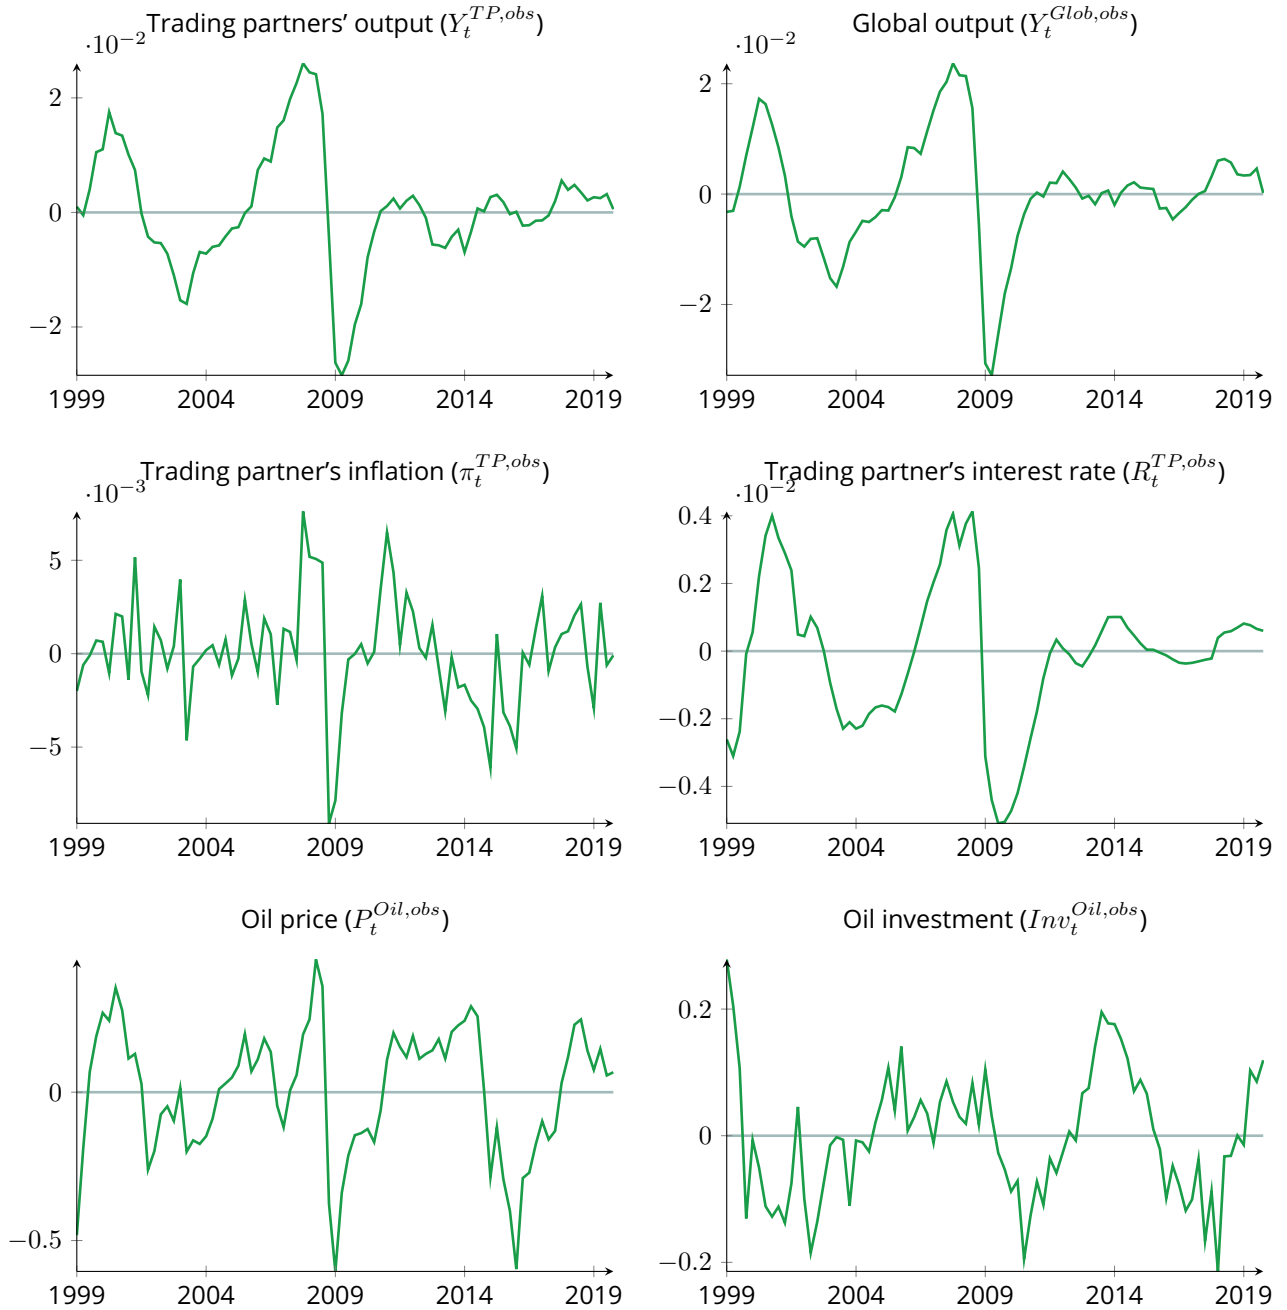 Trading partners’ output ($Y_t^{TP,obs}$)
·10⁻²
2
0
−2
1999 2004 2009 2014 2019
Global output ($Y_t^{Glob,obs}$)
·10⁻²
2
0
−2
1999 2004 2009 2014 2019
Trading partner’s inflation ($\pi_t^{TP,obs}$)
·10⁻³
5
0
−5
1999 2004 2009 2014 2019
Trading partner’s interest rate ($R_t^{TP,obs}$)
·10⁻²
0.4
0.2
0
−0.2
−0.4
1999 2004 2009 2014 2019
Oil price ($P_t^{Oil,obs}$)
0
−0.5
1999 2004 2009 2014 2019
Oil investment ($Inv_t^{Oil,obs}$)
0.2
0
−0.2
1999 2004 2009 2014 2019